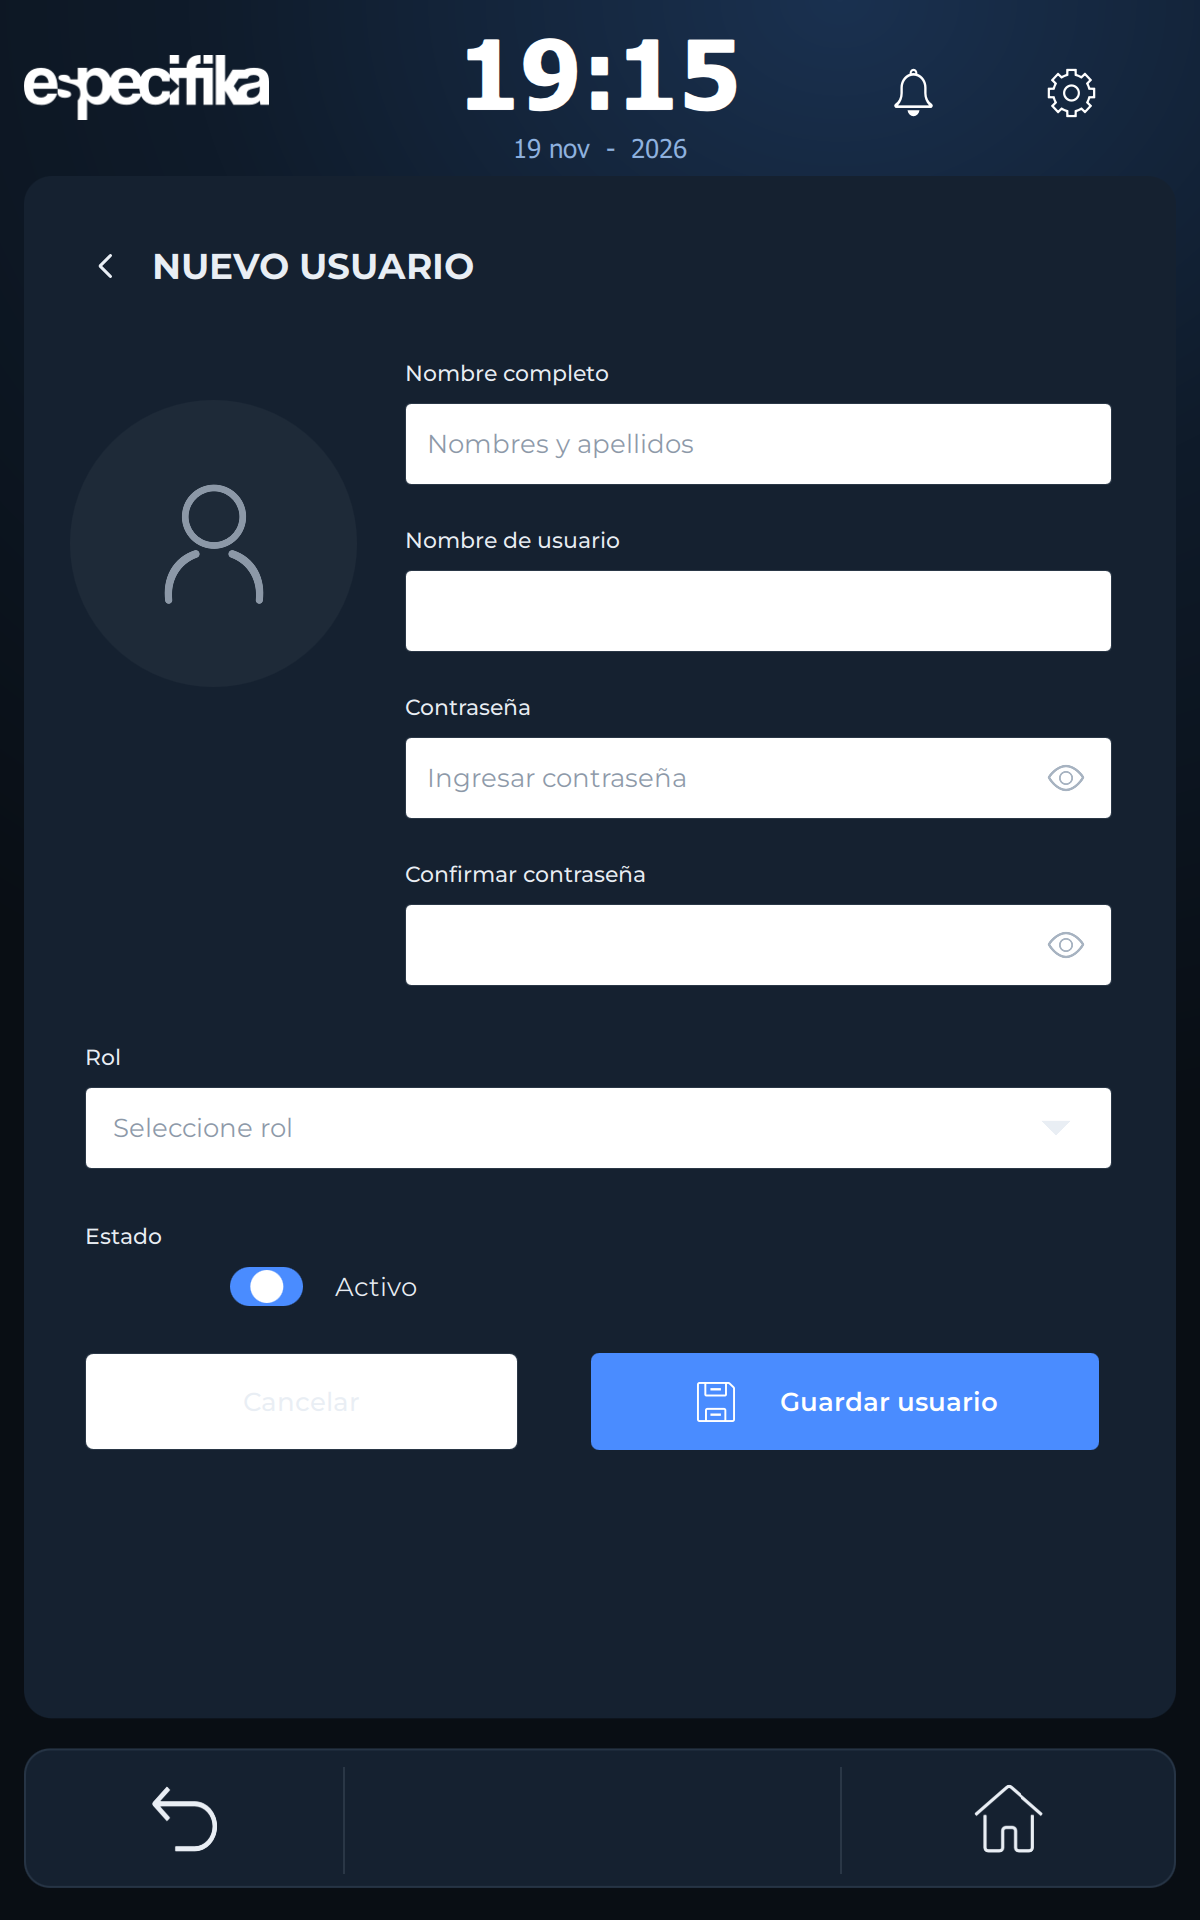 especifika
19:15
19 nov - 2026
NUEVO USUARIO
Nombre completo
Nombres y apellidos
Nombre de usuario
Contraseña
Ingresar contraseña
Confirmar contraseña
Rol
Seleccione rol
Estado
Activo
Cancelar
Guardar usuario